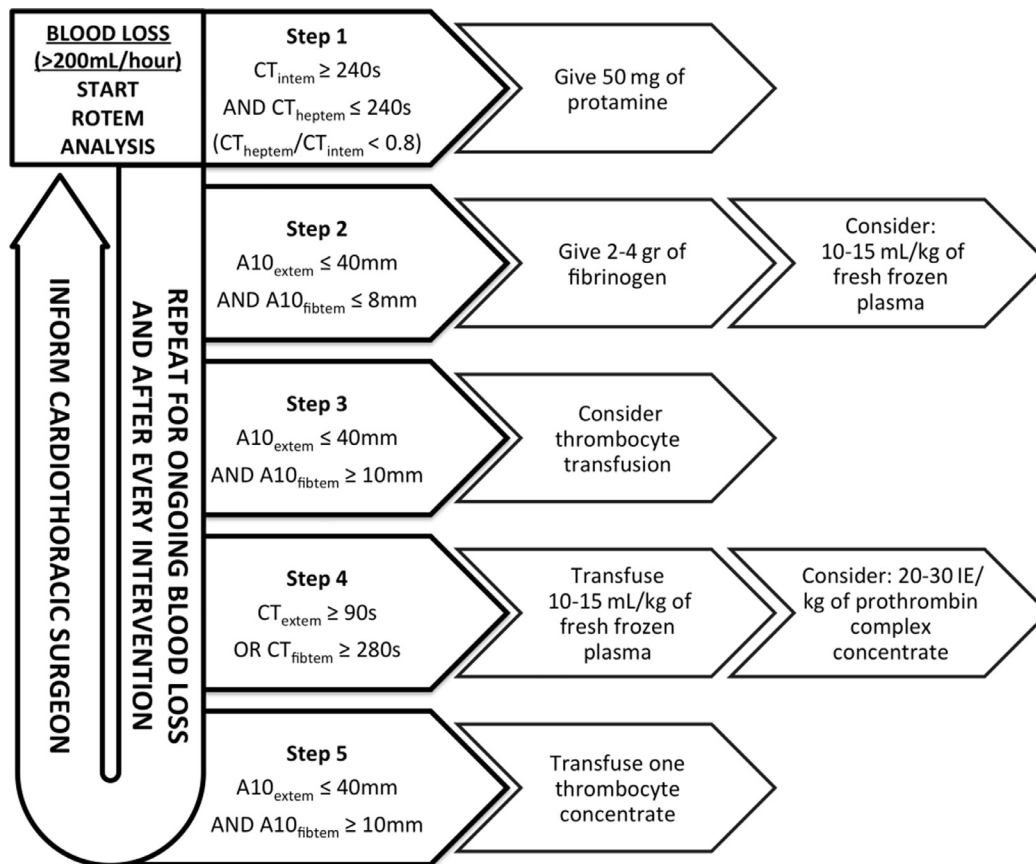 BLOOD LOSS
(>200mL/hour)
START
ROTEM
ANALYSIS
INFORM CARDIOTHORACIC SURGEON
REPEAT FOR ONGOING BLOOD LOSS
AND AFTER EVERY INTERVENTION
Step 1
CTintem ≥ 240s
AND CTheptem ≤ 240s
(CTheptem/CTintem < 0.8)
Give 50 mg of
protamine
Step 2
A10extem ≤ 40mm
AND A10fibtem ≤ 8mm
Give 2-4 gr of
fibrinogen
Consider:
10-15 mL/kg of
fresh frozen
plasma
Step 3
A10extem ≤ 40mm
AND A10fibtem ≥ 10mm
Consider
thrombocyte
transfusion
Step 4
CTextem ≥ 90s
OR CTfibtem ≥ 280s
Transfuse
10-15 mL/kg of
fresh frozen
plasma
Consider: 20-30 IE/
kg of prothrombin
complex
concentrate
Step 5
A10extem ≤ 40mm
AND A10fibtem ≥ 10mm
Transfuse one
thrombocyte
concentrate